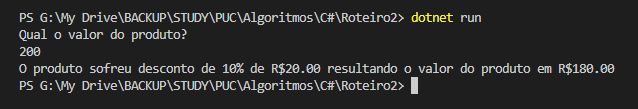 PS G:\My Drive\BACKUP\STUDY\PUC\Algoritmos\C#\Roteiro2> dotnet run
Qual o valor do produto?
200
O produto sofreu desconto de 10% de R$20.00 resultando o valor do produto em R$180.00
PS G:\My Drive\BACKUP\STUDY\PUC\Algoritmos\C#\Roteiro2>